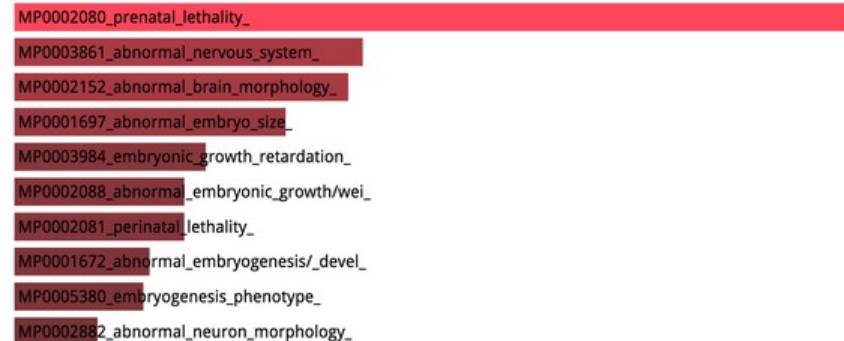 MP0002080_prenatal_lethality_
MP0003861_abnormal_nervous_system_
MP0002152_abnormal_brain_morphology_
MP0001697_abnormal_embryo_size_
MP0003984_embryonic_growth_retardation_
MP0002088_abnormal_embryonic_growth/wei_
MP0002081_perinatal_lethality_
MP0001672_abnormal_embryogenesis/_devel_
MP0005380_embryogenesis_phenotype_
MP0002882_abnormal_neuron_morphology_